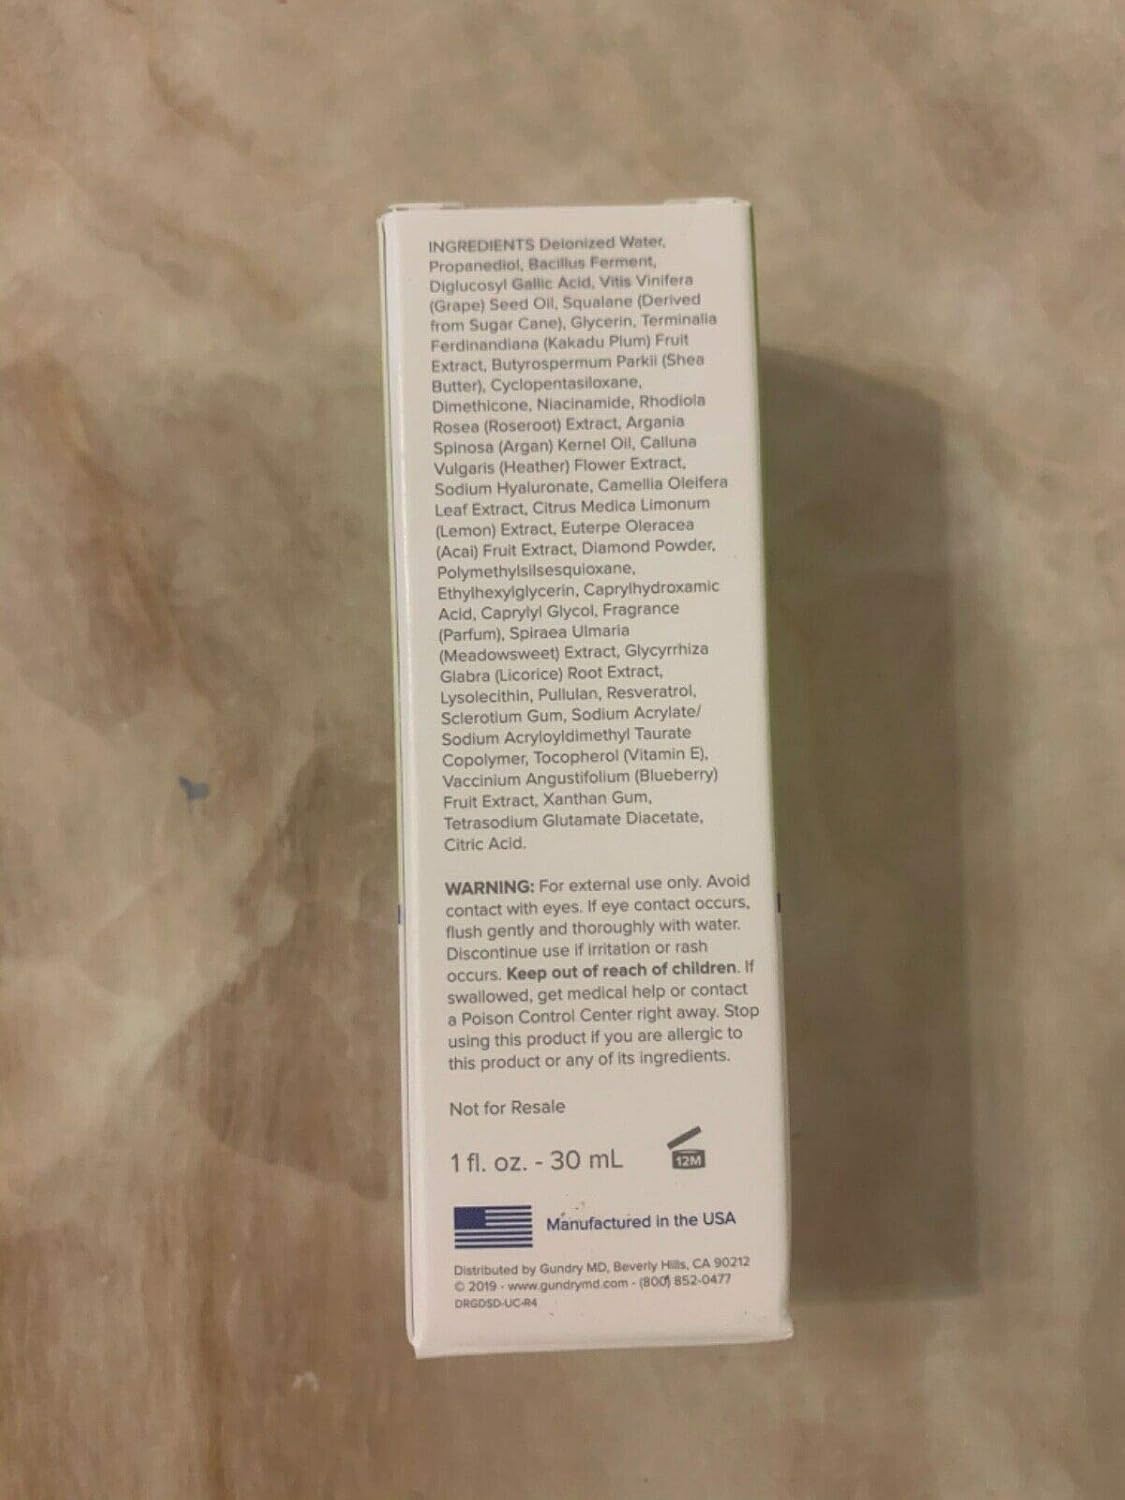 INGREDIENTS Deionized Water,
Propanediol, Bacillus Ferment,
Diglucosyl Gallic Acid, Vitis Vinifera
(Grape) Seed Oil, Squalane (Derived
from Sugar Cane), Glycerin, Terminalia
Ferdinandiana (Kakadu Plum) Fruit
Extract, Butyrospermum Parkii (Shea
Butter), Cyclopentasiloxane,
Dimethicone, Niacinamide, Rhodiola
Rosea (Roseroot) Extract, Argania
Spinosa (Argan) Kernel Oil, Calluna
Vulgaris (Heather) Flower Extract,
Sodium Hyaluronate, Camellia Oleifera
Leaf Extract, Citrus Medica Limonum
(Lemon) Extract, Euterpe Oleracea
(Acai) Fruit Extract, Diamond Powder,
Polymethylsilsesquioxane,
Ethylhexylglycerin, Caprylhydroxamic
Acid, Caprylyl Glycol, Fragrance
(Parfum), Spiraea Ulmaria
(Meadowsweet) Extract, Glycyrrhiza
Glabra (Licorice) Root Extract,
Lysolecithin, Pullulan, Resveratrol,
Sclerotium Gum, Sodium Acrylate/
Sodium Acryloyldimethyl Taurate
Copolymer, Tocopherol (Vitamin E),
Vaccinium Angustifolium (Blueberry)
Fruit Extract, Xanthan Gum,
Tetrasodium Glutamate Diacetate,
Citric Acid.
WARNING: For external use only. Avoid
contact with eyes. If eye contact occurs,
flush gently and thoroughly with water.
Discontinue use if irritation or rash
occurs. Keep out of reach of children. If
swallowed, get medical help or contact
a Poison Control Center right away. Stop
using this product if you are allergic to
this product or any of its ingredients.
Not for Resale
1 fl. oz. - 30 mL
12M
Manufactured in the USA
Distributed by Gundry MD, Beverly Hills, CA 90212
© 2019 - www.gundrymd.com - (800) 852-0477
DRGDSD-UC-R4